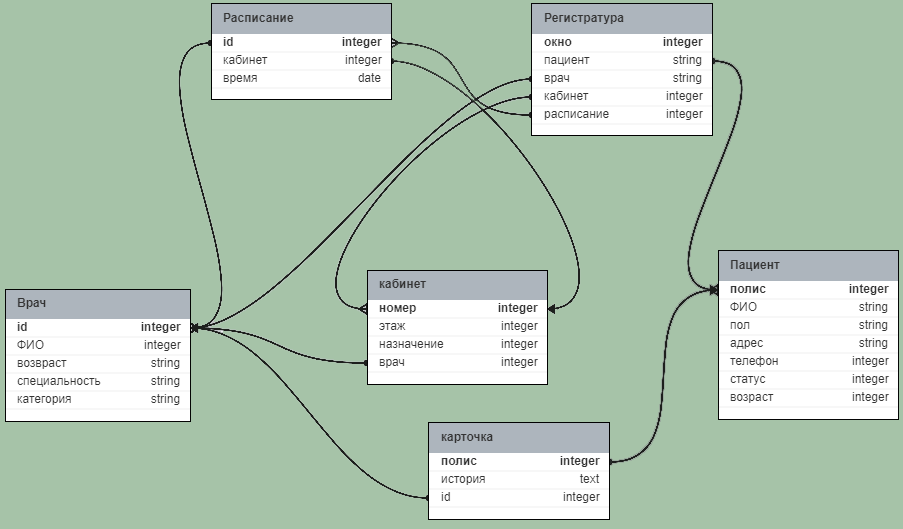 Расписание
id integer
кабинет integer
время date
Регистратура
окно integer
пациент string
врач string
кабинет integer
расписание integer
Врач
id integer
ФИО integer
возвраст string
специальность string
категория string
кабинет
номер integer
этаж integer
назначение integer
врач integer
Пациент
полис integer
ФИО string
пол string
адрес string
телефон integer
статус integer
возраст integer
карточка
полис integer
история text
id integer